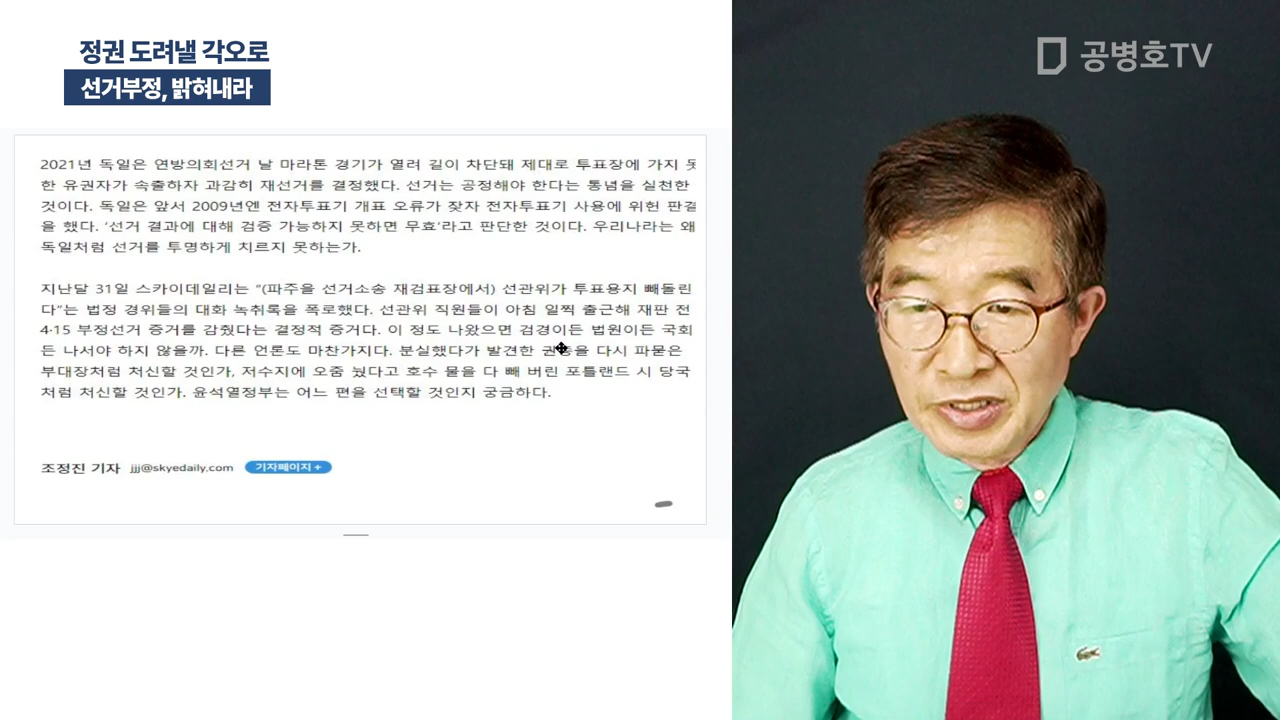 정권 도려낼 각오로
선거부정, 밝혀내라
공병호TV
2021년 독일은 연방의회선거 날 마라톤 경기가 열려 길이 차단돼 제대로 투표장에 가지 못
한 유권자가 속출하자 과감히 재선거를 결정했다. 선거는 공정해야 한다는 통념을 실천한
것이다. 독일은 앞서 2009년엔 전자투표기 개표 오류가 잦자 전자투표기 사용에 위헌 판결
을 했다. ‘선거 결과에 대해 검증 가능하지 못하면 무효’라고 판단한 것이다. 우리나라는 왜
독일처럼 선거를 투명하게 치르지 못하는가.
지난달 31일 스카이데일리는 “(파주을 선거소송 재검표장에서) 선관위가 투표용지 빼돌린
다”는 법정 경위들의 대화 녹취록을 폭로했다. 선관위 직원들이 아침 일찍 출근해 재판 전
4·15 부정선거 증거를 감췄다는 결정적 증거다. 이 정도 나왔으면 검경이든 법원이든 국회
든 나서야 하지 않을까. 다른 언론도 마찬가지다. 분실했다가 발견한 권총을 다시 파묻은
부대장처럼 처신할 것인가, 저수지에 오줌 눴다고 호수 물을 다 빼 버린 포틀랜드 시 당국
처럼 처신할 것인가. 윤석열정부는 어느 편을 선택할 것인지 궁금하다.
조정진 기자 jjj@skyedaily.com 기자페이지 +